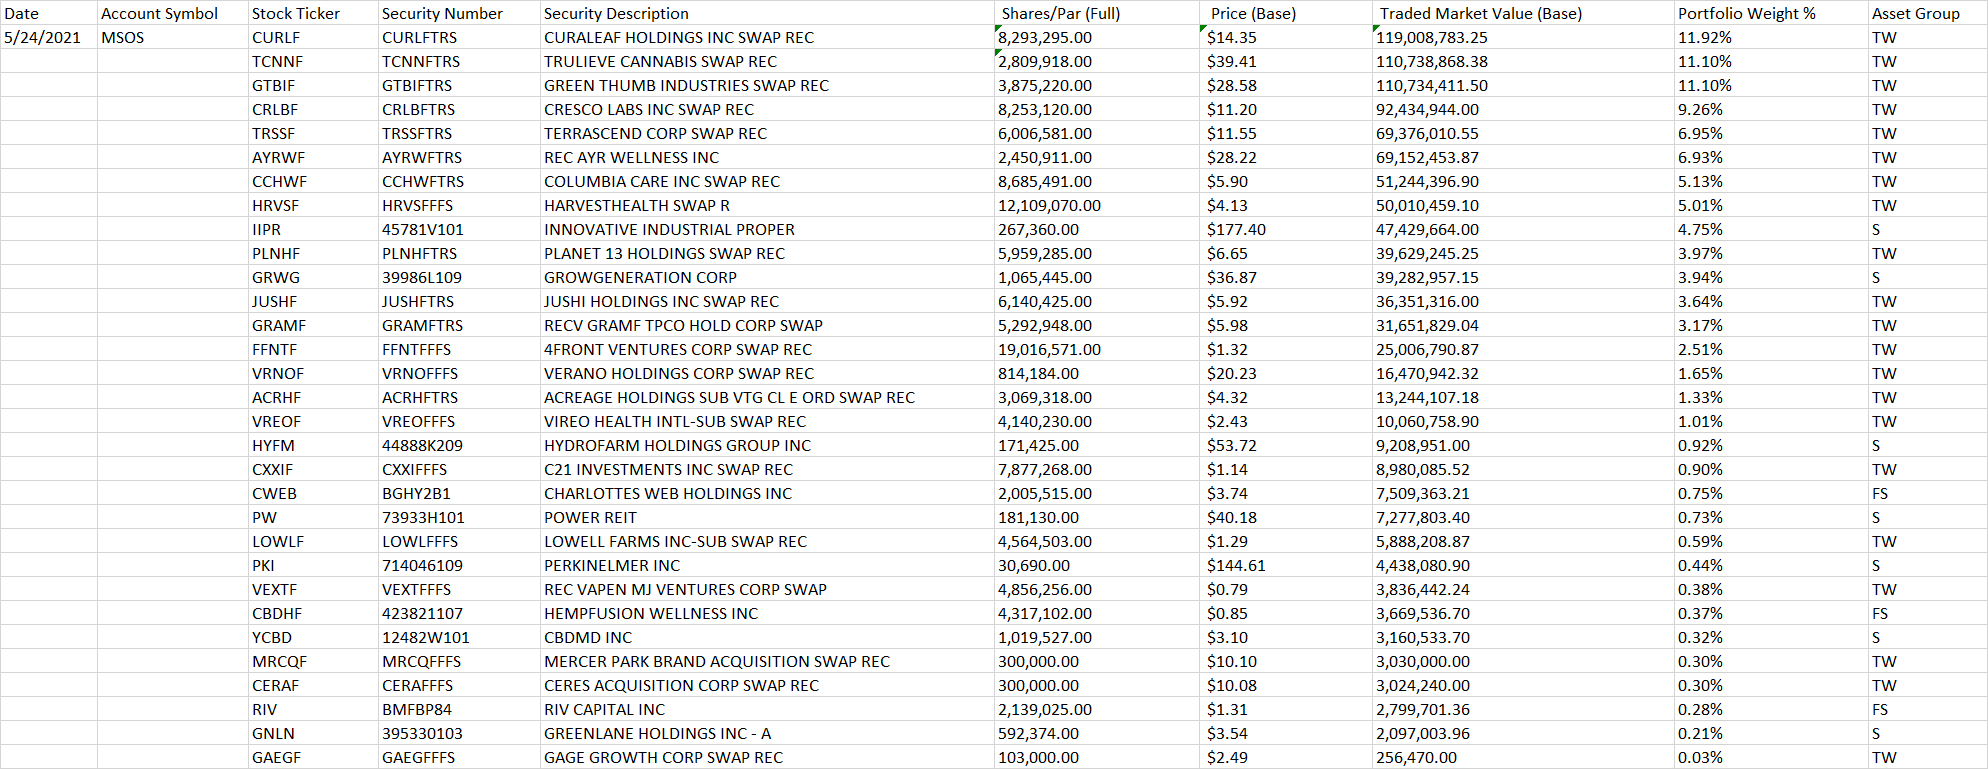 Date Account Symbol Stock Ticker Security Number Security Description Shares/Par (Full) Price (Base) Traded Market Value (Base) Portfolio Weight % Asset Group
5/24/2021 MSOS CURLF CURLFTRS CURALEAF HOLDINGS INC SWAP REC 8,293,295.00 $14.35 119,008,783.25 11.92% TW
TCNNF TCNNFTRS TRULIEVE CANNABIS SWAP REC 2,809,918.00 $39.41 110,738,868.38 11.10% TW
GTBIF GTBIFTRS GREEN THUMB INDUSTRIES SWAP REC 3,875,220.00 $28.58 110,734,411.50 11.10% TW
CRLBF CRLBFTRS CRESCO LABS INC SWAP REC 8,253,120.00 $11.20 92,434,944.00 9.26% TW
TRSSF TRSSFTRS TERRASCEND CORP SWAP REC 6,006,581.00 $11.55 69,376,010.55 6.95% TW
AYRWF AYRWFTRS REC AYR WELLNESS INC 2,450,911.00 $28.22 69,152,453.87 6.93% TW
CCHWF CCHWFTRS COLUMBIA CARE INC SWAP REC 8,685,491.00 $5.90 51,244,396.90 5.13% TW
HRVSF HRVSFFFS HARVESTHEALTH SWAP R 12,109,070.00 $4.13 50,010,459.10 5.01% TW
IIPR 45781V101 INNOVATIVE INDUSTRIAL PROPER 267,360.00 $177.40 47,429,664.00 4.75% S
PLNHF PLNHFTRS PLANET 13 HOLDINGS SWAP REC 5,959,285.00 $6.65 39,629,245.25 3.97% TW
GRWG 39986L109 GROWGENERATION CORP 1,065,445.00 $36.87 39,282,957.15 3.94% S
JUSHF JUSHFTRS JUSHI HOLDINGS INC SWAP REC 6,140,425.00 $5.92 36,351,316.00 3.64% TW
GRAMF GRAMFTRS RECV GRAMF TPCO HOLD CORP SWAP 5,292,948.00 $5.98 31,651,829.04 3.17% TW
FFNTF FFNTFFFS 4FRONT VENTURES CORP SWAP REC 19,016,571.00 $1.32 25,006,790.87 2.51% TW
VRNOF VRNOFFFS VERANO HOLDINGS CORP SWAP REC 814,184.00 $20.23 16,470,942.32 1.65% TW
ACRHF ACRHFTRS ACREAGE HOLDINGS SUB VTG CL E ORD SWAP REC 3,069,318.00 $4.32 13,244,107.18 1.33% TW
VREOF VREOFFFS VIREO HEALTH INTL-SUB SWAP REC 4,140,230.00 $2.43 10,060,758.90 1.01% TW
HYFM 44888K209 HYDROFARM HOLDINGS GROUP INC 171,425.00 $53.72 9,208,951.00 0.92% S
CXXIF CXXIFFFS C21 INVESTMENTS INC SWAP REC 7,877,268.00 $1.14 8,980,085.52 0.90% TW
CWEB BGHY2B1 CHARLOTTES WEB HOLDINGS INC 2,005,515.00 $3.74 7,509,363.21 0.75% FS
PW 73933H101 POWER REIT 181,130.00 $40.18 7,277,803.40 0.73% S
LOWLF LOWLFFFS LOWELL FARMS INC-SUB SWAP REC 4,564,503.00 $1.29 5,888,208.87 0.59% TW
PKI 714046109 PERKINELMER INC 30,690.00 $144.61 4,438,080.90 0.44% S
VEXTF VEXTFFFS REC VAPEN MJ VENTURES CORP SWAP 4,856,256.00 $0.79 3,836,442.24 0.38% TW
CBDHF 423821107 HEMPFUSION WELLNESS INC 4,317,102.00 $0.85 3,669,536.70 0.37% FS
YCBD 12482W101 CBDMD INC 1,019,527.00 $3.10 3,160,533.70 0.32% S
MRCQF MRCQFFFS MERCER PARK BRAND ACQUISITION SWAP REC 300,000.00 $10.10 3,030,000.00 0.30% TW
CERAF CERAFFFS CERES ACQUISITION CORP SWAP REC 300,000.00 $10.08 3,024,240.00 0.30% TW
RIV BMFBP84 RIV CAPITAL INC 2,139,025.00 $1.31 2,799,701.36 0.28% FS
GNLN 395330103 GREENLANE HOLDINGS INC - A 592,374.00 $3.54 2,097,003.96 0.21% S
GAEGF GAEGFFFS GAGE GROWTH CORP SWAP REC 103,000.00 $2.49 256,470.00 0.03% TW